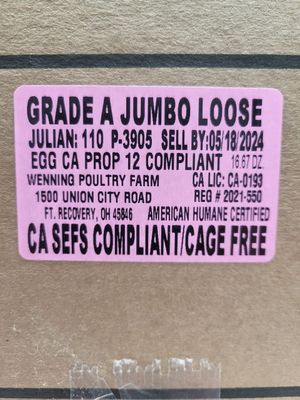 GRADE A JUMBO LOOSE
JULIAN: 110 P-3905 SELL BY:05/18/2024
EGG CA PROP 12 COMPLIANT 16.67 DZ.
WENNING POULTRY FARM CA LIC: CA-0193
1500 UNION CITY ROAD REG # 2021-550
FT. RECOVERY, OH 45846 AMERICAN HUMANE CERTIFIED
CA SEFS COMPLIANT/CAGE FREE